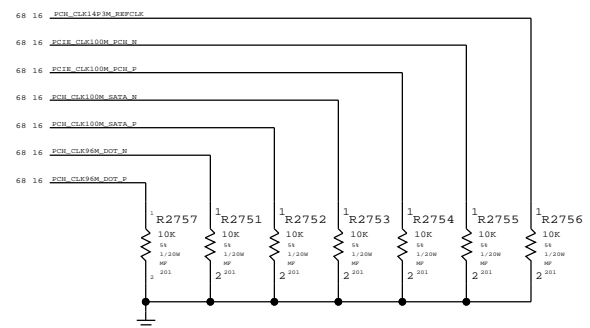 68 16 PCH_CLK14P3M_REFCLK
68 16 PCIE_CLK100M_PCH_N
68 16 PCIE_CLK100M_PCH_P
68 16 PCH_CLK100M_SATA_N
68 16 PCH_CLK100M_SATA_P
68 16 PCH_CLK96M_DOT_N
68 16 PCH_CLK96M_DOT_P
1 1 1 1 1 1 1
R2757 R2751 R2752 R2753 R2754 R2755 R2756
10K 10K 10K 10K 10K 10K 10K
5% 5% 5% 5% 5% 5% 5%
1/20W 1/20W 1/20W 1/20W 1/20W 1/20W 1/20W
MF MF MF MF MF MF MF
2 201 2 201 2 201 2 201 2 201 2 201 2 201